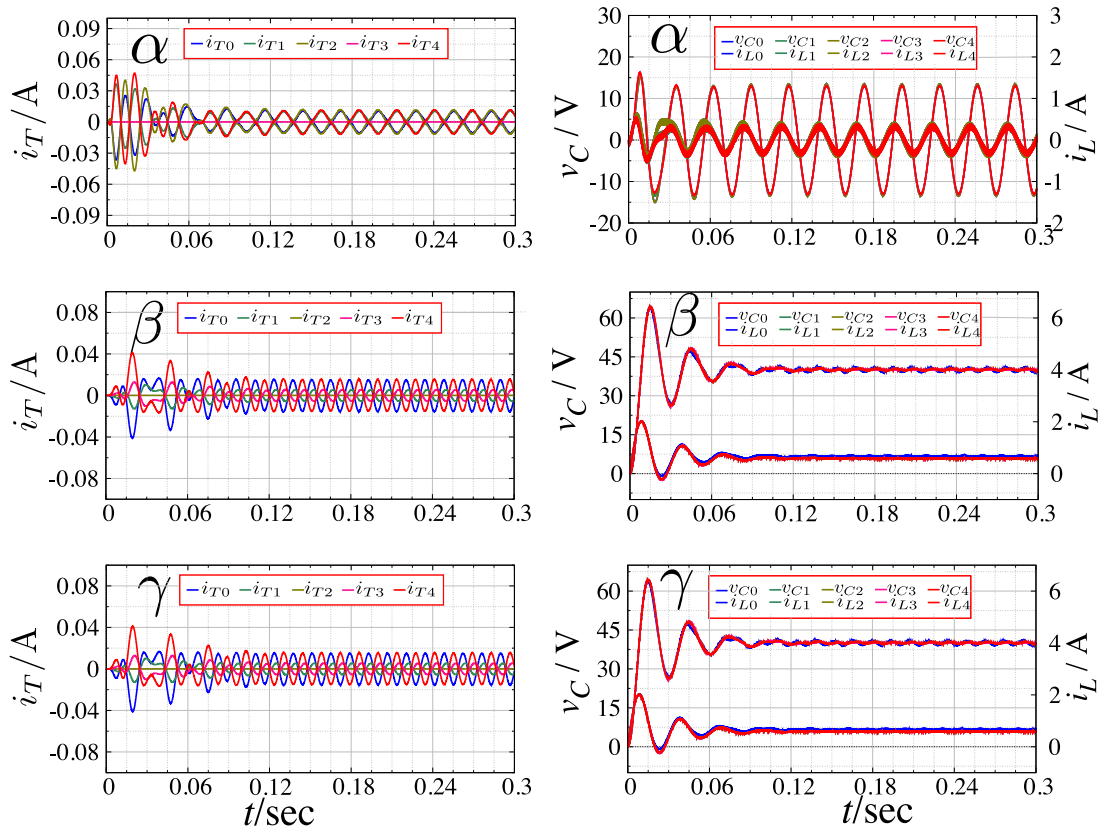 α
i_T0 i_T1 i_T2 i_T3 i_T4
0.09
0.06
0.03
0
-0.03
-0.06
-0.09
i_T / A
0 0.06 0.12 0.18 0.24 0.3
α
v_C0 v_C1 v_C2 v_C3 v_C4
i_L0 i_L1 i_L2 i_L3 i_L4
30
20
10
0
-10
20
v_C / V
3
2
1
0
1
2
i_L / A
0 0.06 0.12 0.18 0.24 0.3
β
i_T0 i_T1 i_T2 i_T3 i_T4
0.08
0.04
0
-0.04
-0.08
i_T / A
0 0.06 0.12 0.18 0.24 0.3
β
v_C0 v_C1 v_C2 v_C3 v_C4
i_L0 i_L1 i_L2 i_L3 i_L4
60
45
30
15
0
v_C / V
6
4
2
0
i_L / A
0 0.06 0.12 0.18 0.24 0.3
γ
i_T0 i_T1 i_T2 i_T3 i_T4
0.08
0.04
0
-0.04
-0.08
i_T / A
0 0.06 0.12 0.18 0.24 0.3
t/sec
γ
v_C0 v_C1 v_C2 v_C3 v_C4
i_L0 i_L1 i_L2 i_L3 i_L4
60
45
30
15
0
v_C / V
6
4
2
0
i_L / A
0 0.06 0.12 0.18 0.24 0.3
t/sec